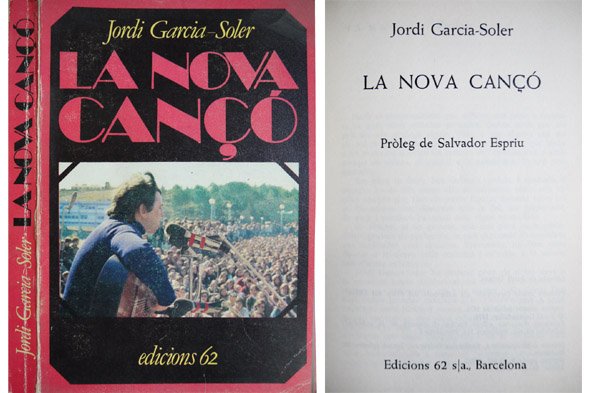 LA NOVA CANÇÓ
Jordi Garcia-Soler
Jordi Garcia-Soler
LA NOVA
CANÇÓ
edicions 62
Jordi García-Soler
LA NOVA CANÇÓ
Pròleg de Salvador Espriu
Edicions 62 s|a., Barcelona